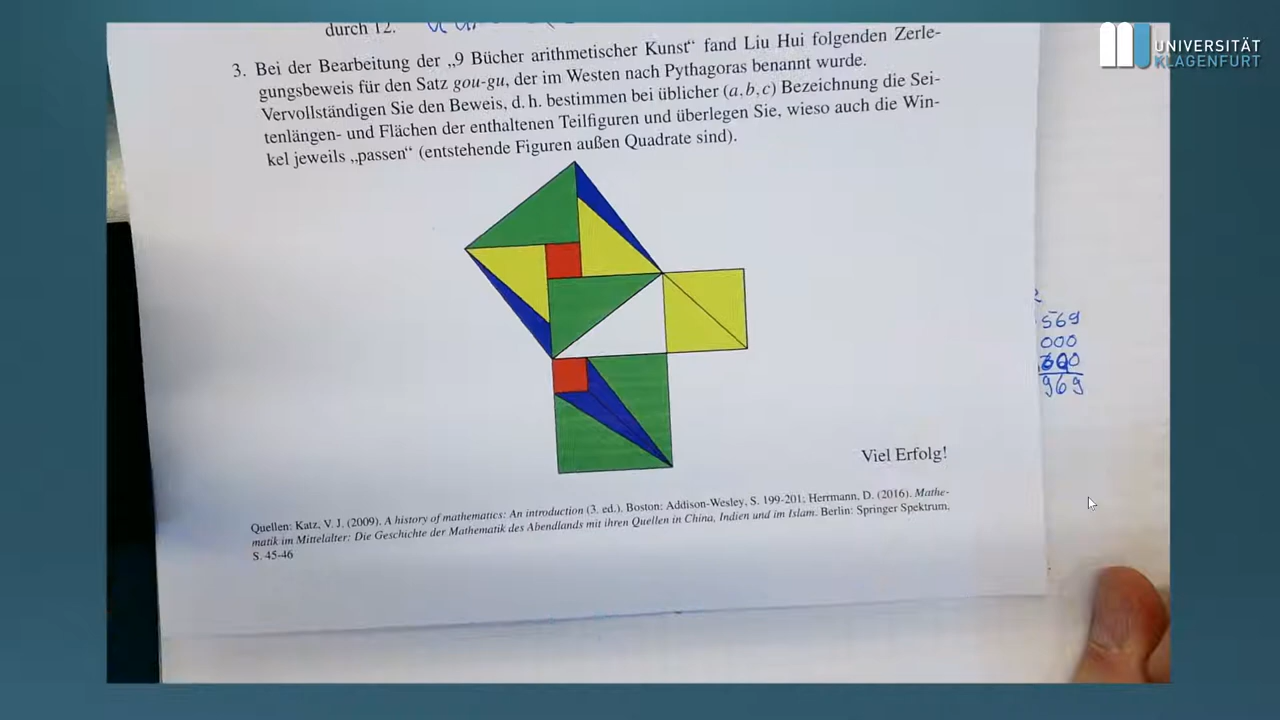 durch 12.
UNIVERSITÄT
KLAGENFURT
3. Bei der Bearbeitung der „9 Bücher arithmetischer Kunst“ fand Liu Hui folgenden Zerle-
gungsbeweis für den Satz gou-gu, der im Westen nach Pythagoras benannt wurde.
Vervollständigen Sie den Beweis, d. h. bestimmen bei üblicher (a,b,c) Bezeichnung die Sei-
tenlängen- und Flächen der enthaltenen Teilfiguren und überlegen Sie, wieso auch die Win-
kel jeweils „passen“ (entstehende Figuren außen Quadrate sind).
569
000
969
Viel Erfolg!
Quellen: Katz, V. J. (2009). A history of mathematics: An introduction (3. ed.). Boston: Addison-Wesley, S. 199-201; Herrmann, D. (2016). Mathe-
matik im Mittelalter: Die Geschichte der Mathematik des Abendlands mit ihren Quellen in China, Indien und im Islam. Berlin: Springer Spektrum,
S. 45-46